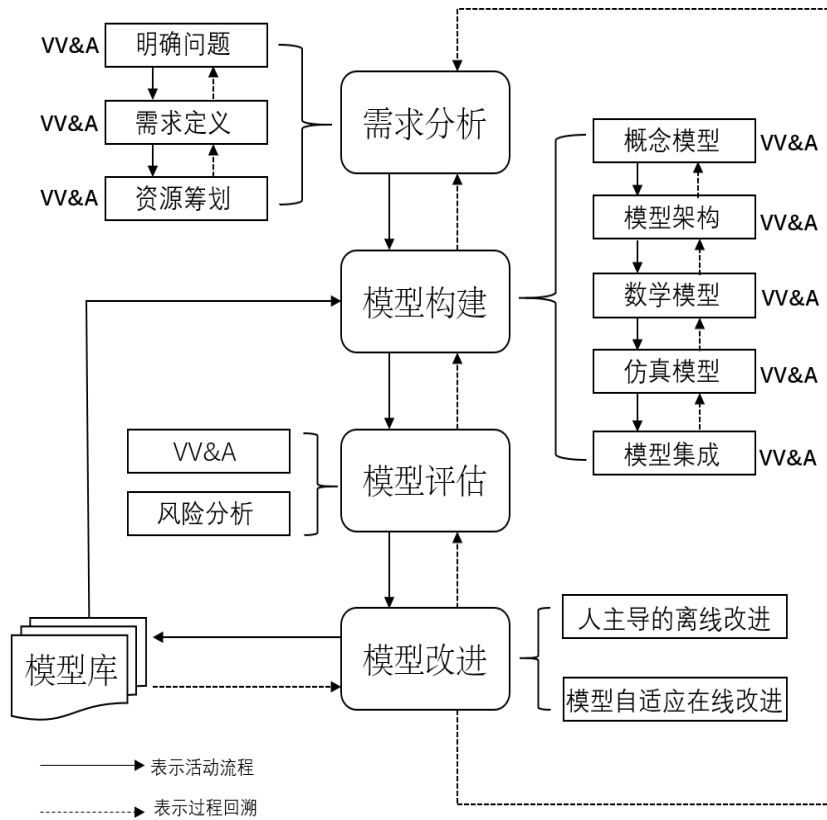 VV&A 明确问题
VV&A 需求定义
VV&A 资源筹划
需求分析
概念模型 VV&A
模型架构 VV&A
数学模型 VV&A
仿真模型 VV&A
模型集成 VV&A
模型构建
VV&A
风险分析
模型评估
模型库
模型改进
人主导的离线改进
模型自适应在线改进
表示活动流程
表示过程回溯